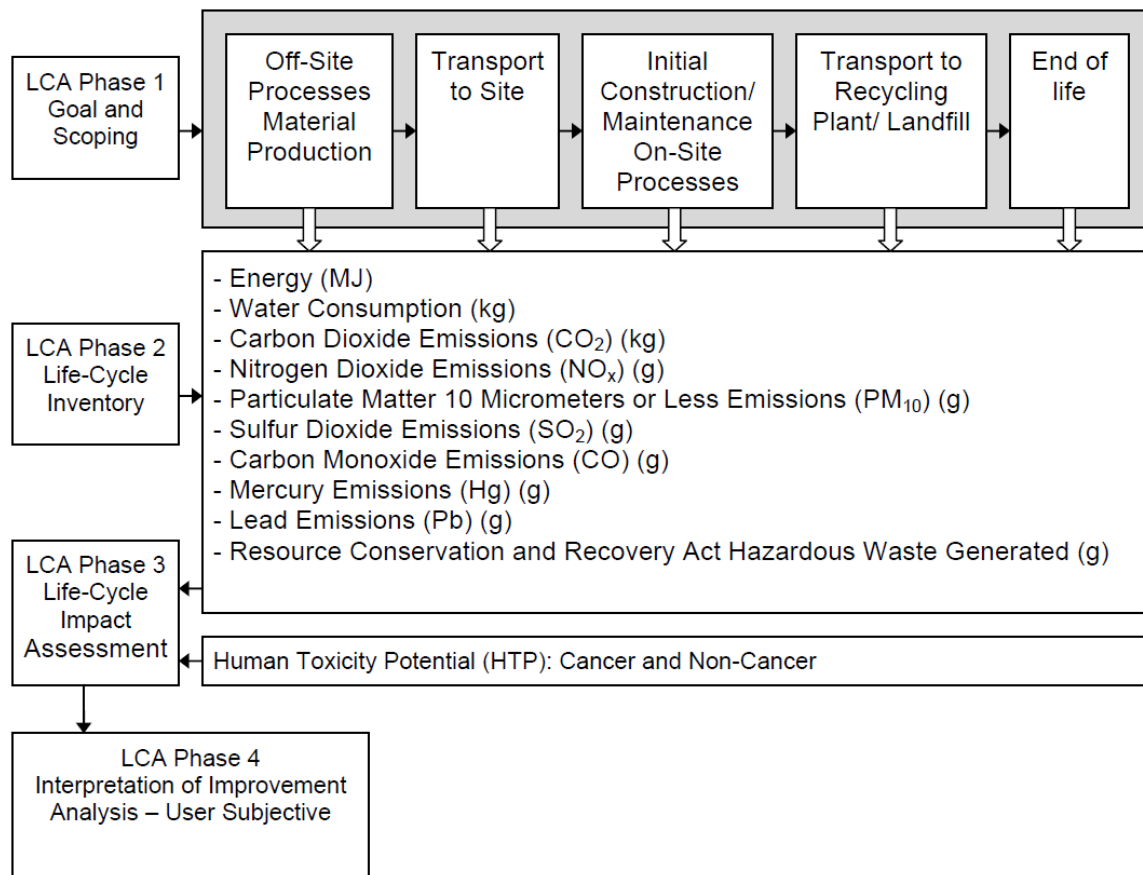 LCA Phase 1
Goal and
Scoping
Off-Site
Processes
Material
Production
Transport
to Site
Initial
Construction/
Maintenance
On-Site
Processes
Transport to
Recycling
Plant/ Landfill
End of
life
LCA Phase 2
Life-Cycle
Inventory
- Energy (MJ)
- Water Consumption (kg)
- Carbon Dioxide Emissions (CO₂) (kg)
- Nitrogen Dioxide Emissions (NOₓ) (g)
- Particulate Matter 10 Micrometers or Less Emissions (PM₁₀) (g)
- Sulfur Dioxide Emissions (SO₂) (g)
- Carbon Monoxide Emissions (CO) (g)
- Mercury Emissions (Hg) (g)
- Lead Emissions (Pb) (g)
- Resource Conservation and Recovery Act Hazardous Waste Generated (g)
LCA Phase 3
Life-Cycle
Impact
Assessment
Human Toxicity Potential (HTP): Cancer and Non-Cancer
LCA Phase 4
Interpretation of Improvement
Analysis – User Subjective